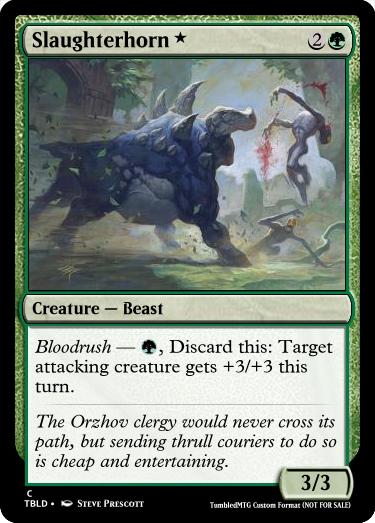 Slaughterhorn ★ 2
Creature — Beast
Bloodrush — , Discard this: Target
attacking creature gets +3/+3 this
turn.
The Orzhov clergy would never cross its
path, but sending thrull couriers to do so
is cheap and entertaining.
3/3
C
TBLD • Steve Prescott
TumbledMTG Custom Format (NOT FOR SALE)